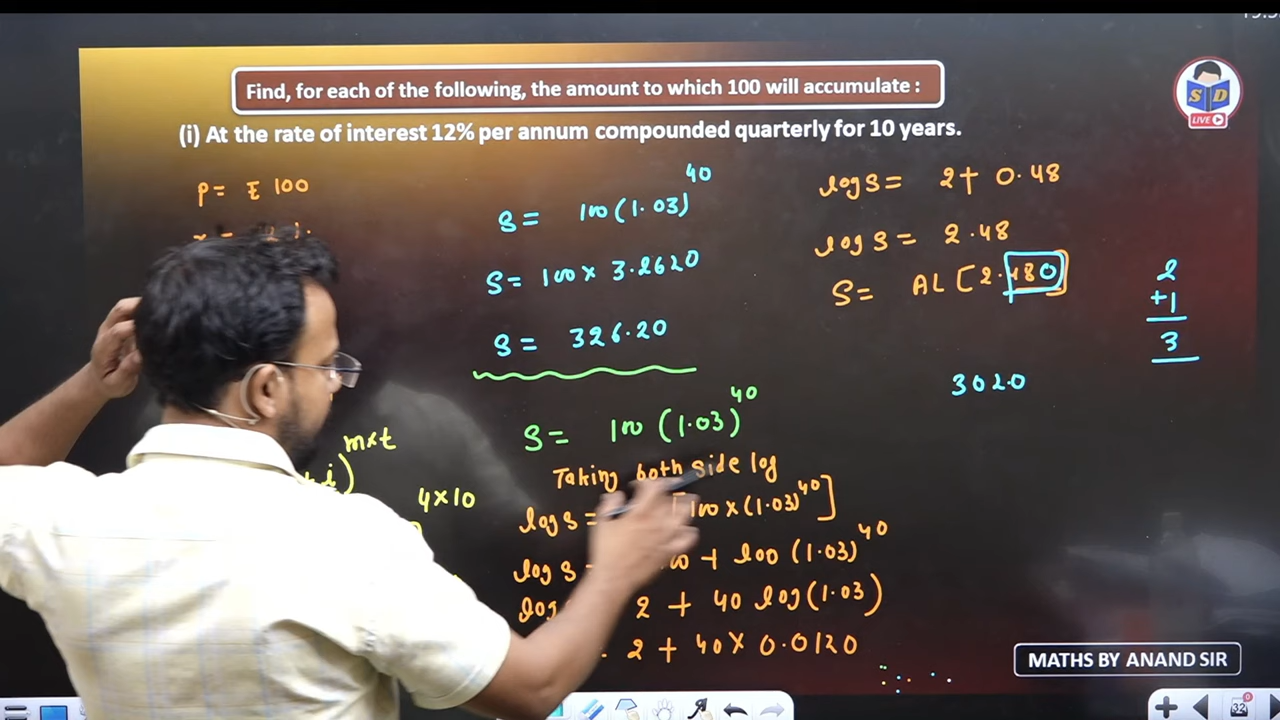 Find, for each of the following, the amount to which 100 will accumulate :
(i) At the rate of interest 12% per annum compounded quarterly for 10 years.
P = ₹ 100
S = 100 (1.03)^40
S = 100 × 3.2620
S = 326.20
S = 100 (1.03)^40
Taking both side log
log S = [100 × (1.03)^40]
log S + log (1.03)^40
log 2 + 40 log (1.03)
2 + 40 × 0.0120
m×t
4×10
log S = 2 + 0.48
log S = 2.48
S = AL [2.480]
3020
2
+1
3
S D
LIVE
MATHS BY ANAND SIR
32